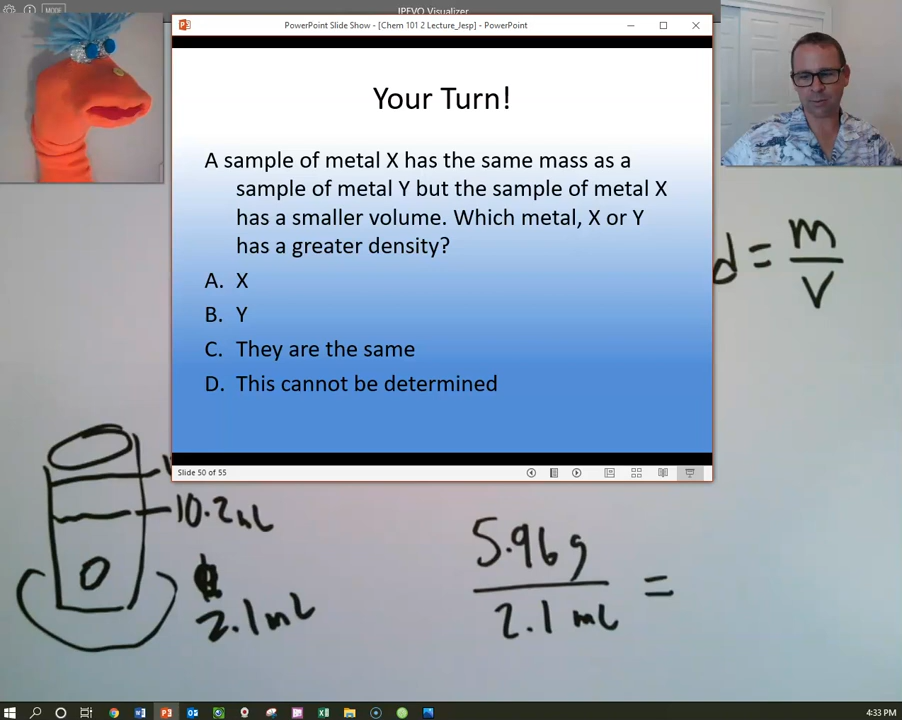 MODE
IPEVO Visualizer
PowerPoint Slide Show - [Chem 101 2 Lecture_Jesp] - PowerPoint
Your Turn!
A sample of metal X has the same mass as a
sample of metal Y but the sample of metal X
has a smaller volume. Which metal, X or Y
has a greater density?
A. X
B. Y
C. They are the same
D. This cannot be determined
Slide 50 of 55
d = m
V
10.2 mL
2.1 mL
5.96 g
2.1 mL
=
4:33 PM